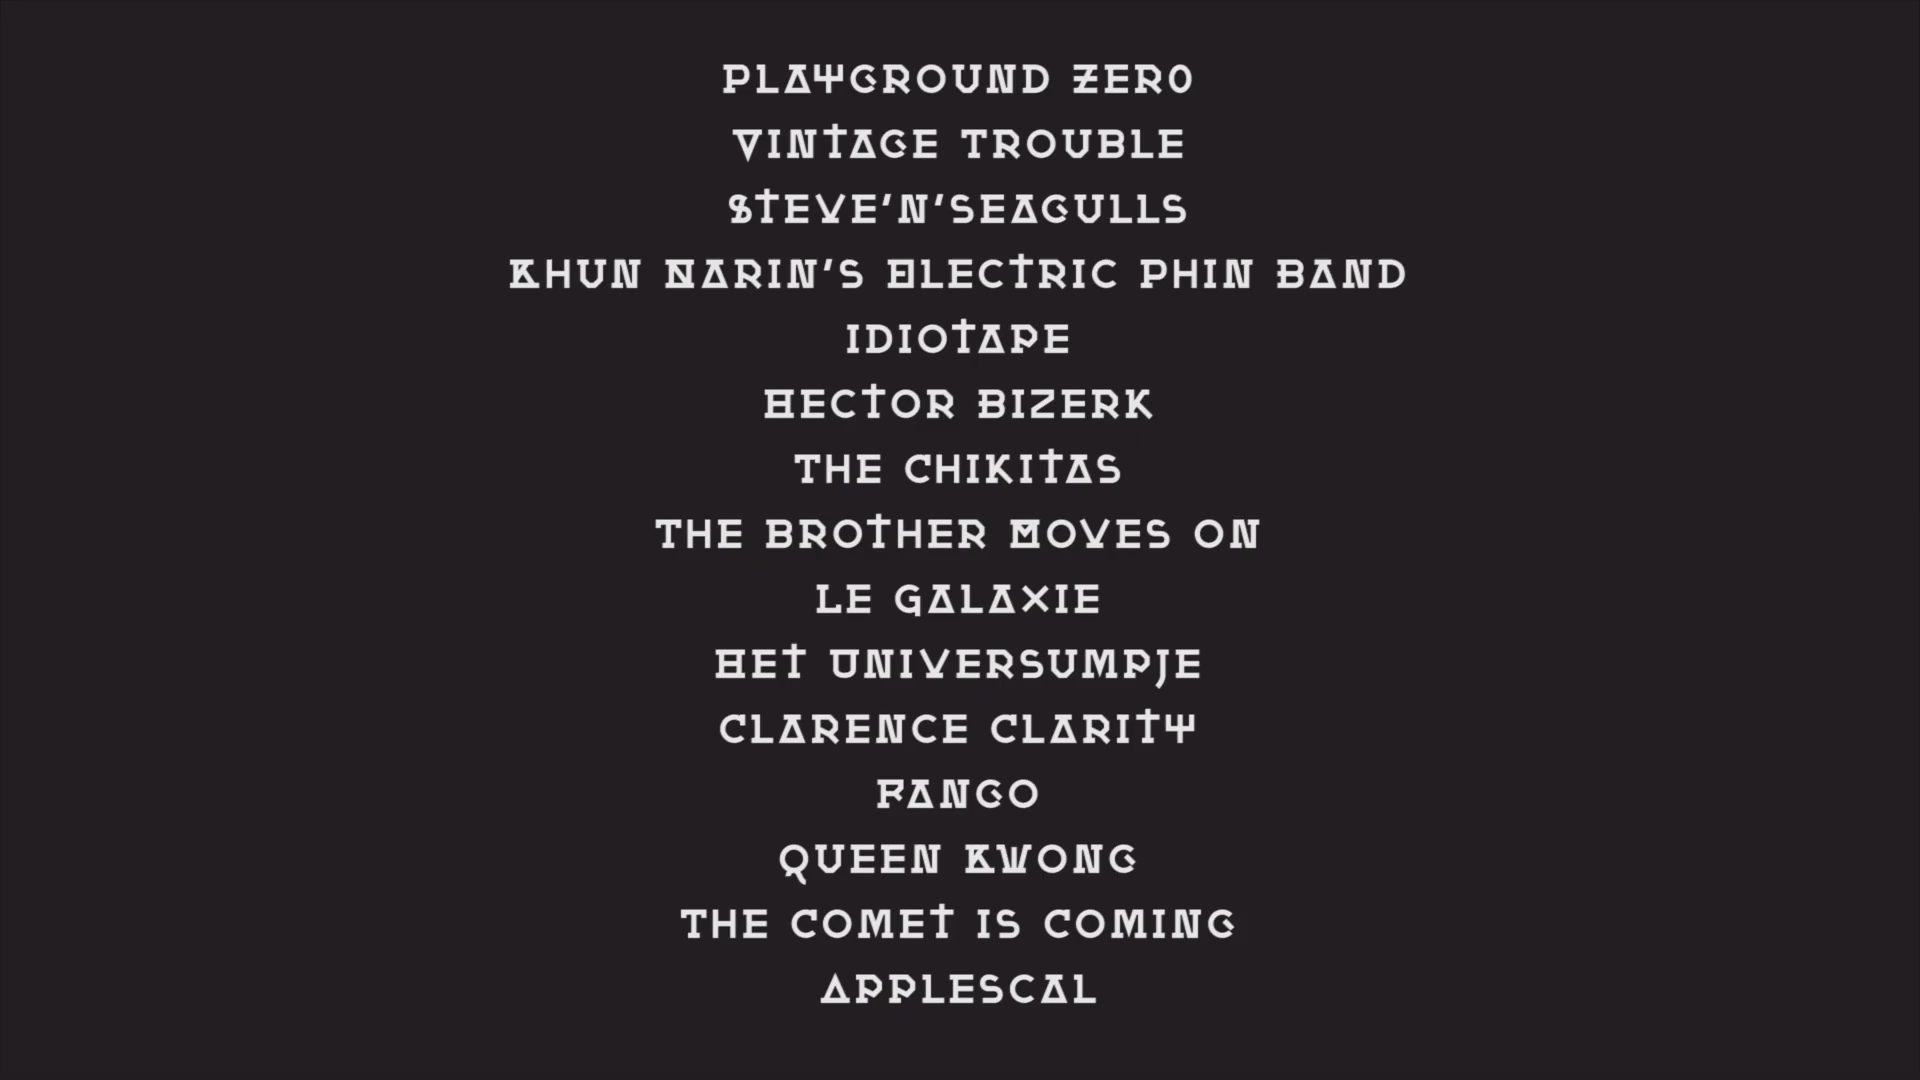 PLAYGROUND ZER0
VINTAGE TROUBLE
STEVE'N'SEAGULLS
KHUN NARIN'S ELECTRIC PHIN BAND
IDIOTAPE
HECTOR BIZERK
THE CHIKITAS
THE BROTHER MOVES ON
LE GALAXIE
HET UNIVERSUMPJE
CLARENCE CLARITY
FANGO
QUEEN KWONG
THE COMET IS COMING
APPLESCAL